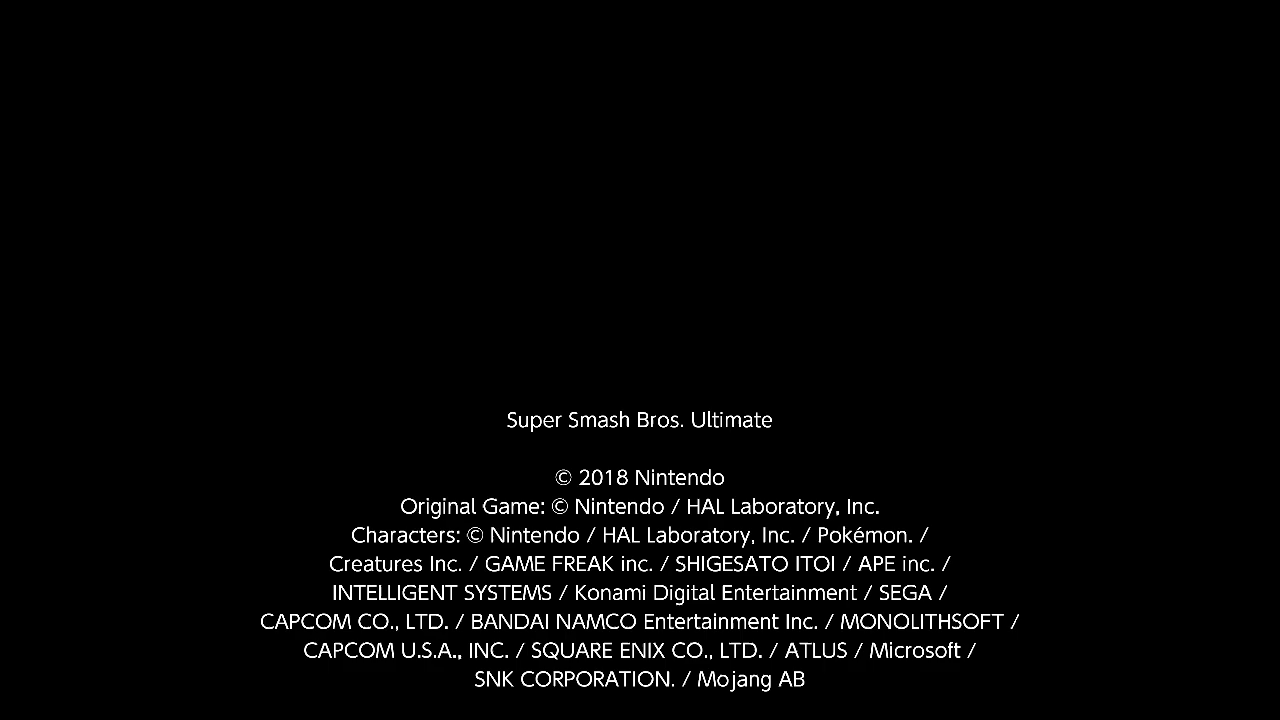 Super Smash Bros. Ultimate
© 2018 Nintendo
Original Game: © Nintendo / HAL Laboratory, Inc.
Characters: © Nintendo / HAL Laboratory, Inc. / Pokémon. /
Creatures Inc. / GAME FREAK inc. / SHIGESATO ITOI / APE inc. /
INTELLIGENT SYSTEMS / Konami Digital Entertainment / SEGA /
CAPCOM CO., LTD. / BANDAI NAMCO Entertainment Inc. / MONOLITHSOFT /
CAPCOM U.S.A., INC. / SQUARE ENIX CO., LTD. / ATLUS / Microsoft /
SNK CORPORATION. / Mojang AB